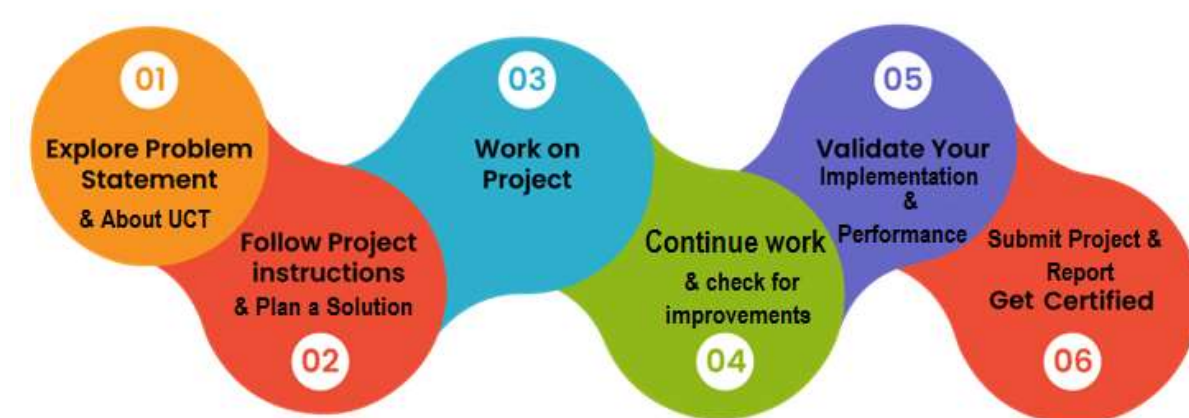 01
Explore Problem
Statement
& About UCT
Follow Project
instructions
& Plan a Solution
02
03
Work on
Project
Continue work
& check for
improvements
04
05
Validate Your
Implementation
&
Performance
Submit Project &
Report
Get Certified
06